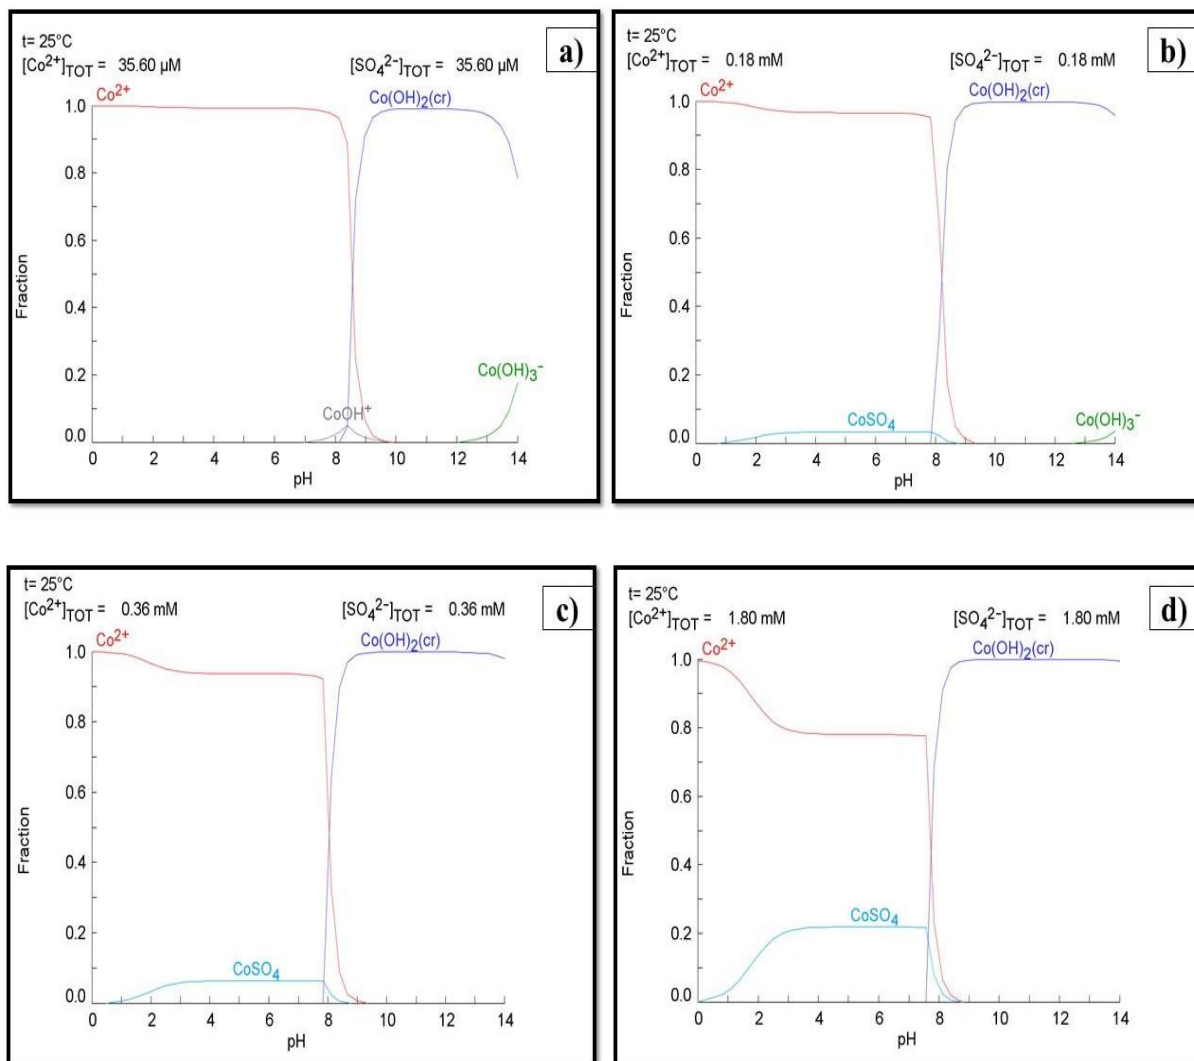 a)
t= 25°C
[Co²⁺]TOT = 35.60 µM [SO₄²⁻]TOT = 35.60 µM
Co²⁺ Co(OH)₂(cr)
1.0
0.8
0.6
0.4
0.2
0.0
Fraction
CoOH⁺
Co(OH)₃⁻
0 2 4 6 8 10 12 14
pH
b)
t= 25°C
[Co²⁺]TOT = 0.18 mM [SO₄²⁻]TOT = 0.18 mM
Co²⁺ Co(OH)₂(cr)
1.0
0.8
0.6
0.4
0.2
0.0
Fraction
CoSO₄
Co(OH)₃⁻
0 2 4 6 8 10 12 14
pH
c)
t= 25°C
[Co²⁺]TOT = 0.36 mM [SO₄²⁻]TOT = 0.36 mM
Co²⁺ Co(OH)₂(cr)
1.0
0.8
0.6
0.4
0.2
0.0
Fraction
CoSO₄
0 2 4 6 8 10 12 14
pH
d)
t= 25°C
[Co²⁺]TOT = 1.80 mM [SO₄²⁻]TOT = 1.80 mM
Co²⁺ Co(OH)₂(cr)
1.0
0.8
0.6
0.4
0.2
0.0
Fraction
CoSO₄
0 2 4 6 8 10 12 14
pH